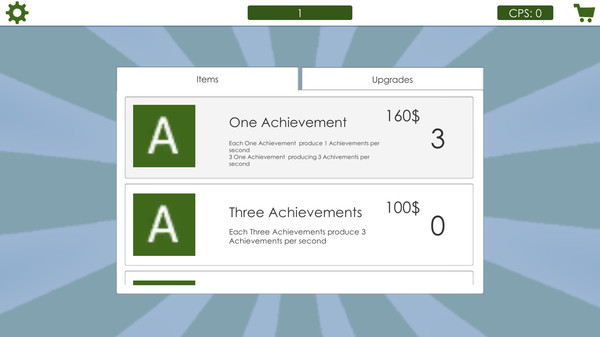 1
CPS: 0
Items
Upgrades
A
One Achievement
160$
3
Each One Achievement produce 1 Achievements per
second
3 One Achievement producing 3 Achivements per
second
A
Three Achievements
100$
0
Each Three Achievements produce 3
Achievements per second